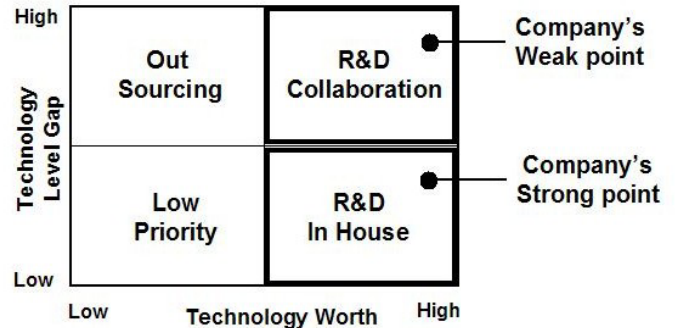 High
Out
Sourcing
R&D
Collaboration
Company's
Weak point
Technology
Level Gap
Low
Priority
R&D
In House
Company's
Strong point
Low
Low
Technology Worth
High